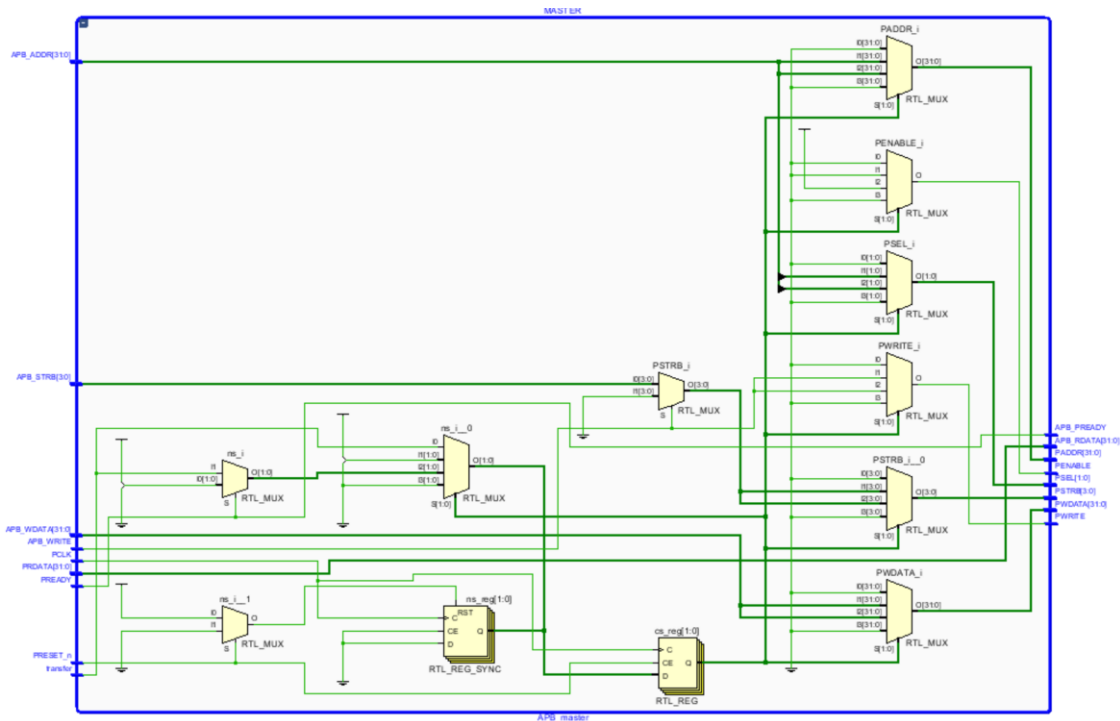 MASTER
APB_ADDR[31:0]
PADDR_i
I0[31:0]
I1[31:0]
I2[31:0]
I3[31:0]
O[31:0]
S[1:0]
RTL_MUX
PENABLE_i
I0
I1
I2
I3
O
S[1:0]
RTL_MUX
PSEL_i
I0[1:0]
I1[1:0]
I2[1:0]
I3[1:0]
O[1:0]
S[1:0]
RTL_MUX
PWRITE_i
I0
I1
I2
I3
O
S[1:0]
RTL_MUX
APB_STRB[3:0]
PSTRB_i
I0[3:0]
I1[3:0]
O[3:0]
S
RTL_MUX
ns_i__0
I0
I1[1:0]
I2[1:0]
I3[1:0]
O[1:0]
S[1:0]
RTL_MUX
ns_i
I1
I0[1:0]
O[1:0]
S
RTL_MUX
PSTRB_i__0
I0[3:0]
I1[3:0]
I2[3:0]
I3[3:0]
O[3:0]
S[1:0]
RTL_MUX
APB_PREADY
APB_RDATA[31:0]
PADDR[31:0]
PENABLE
PSEL[1:0]
PSTRB[3:0]
PWDATA[31:0]
PWRITE
APB_WDATA[31:0]
APB_WRITE
PCLK
PRDATA[31:0]
PREADY
PWDATA_i
I0[31:0]
I1[31:0]
I2[31:0]
I3[31:0]
O[31:0]
S[1:0]
RTL_MUX
ns_i__1
I0
I1
O
S
RTL_MUX
ns_reg[1:0]
RST
C
CE
D
Q
RTL_REG_SYNC
cs_reg[1:0]
C
CE
D
Q
RTL_REG
PRESET_n
transfer
APB_master